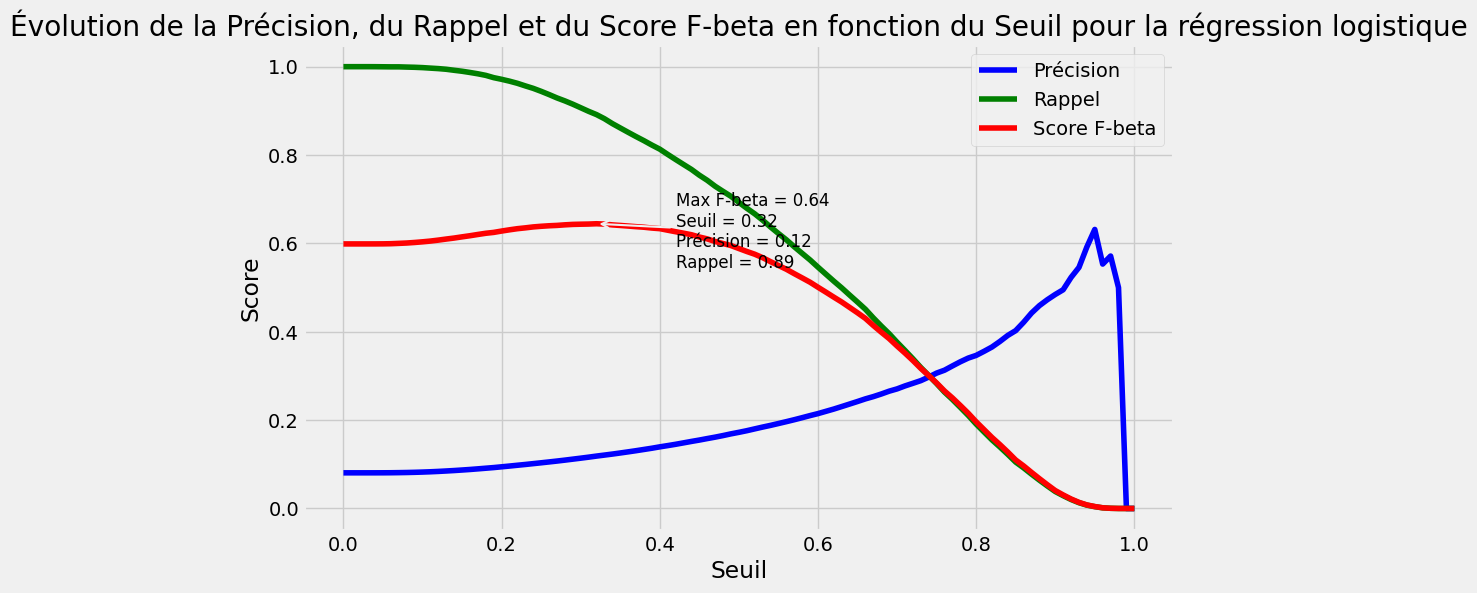 Évolution de la Précision, du Rappel et du Score F-beta en fonction du Seuil pour la régression logistique
1.0
0.8
0.6
0.4
0.2
0.0
Score
Précision
Rappel
Score F-beta
Max F-beta = 0.64
Seuil = 0.32
Précision = 0.12
Rappel = 0.89
0.0 0.2 0.4 0.6 0.8 1.0
Seuil